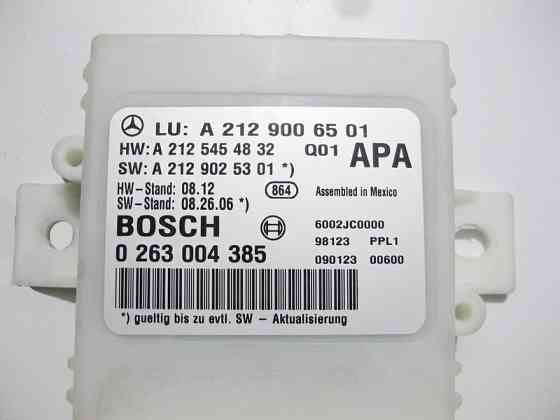 LU: A 212 900 65 01
HW: A 212 545 48 32 Q01 APA
SW: A 212 902 53 01 *)
HW-Stand: 08.12 864 Assembled in Mexico
SW-Stand: 08.26.06 *)
BOSCH 6002JC0000
0 263 004 385 98123 PPL1
090123 00600
*) gueltig bis zu evtl. SW – Aktualisierung